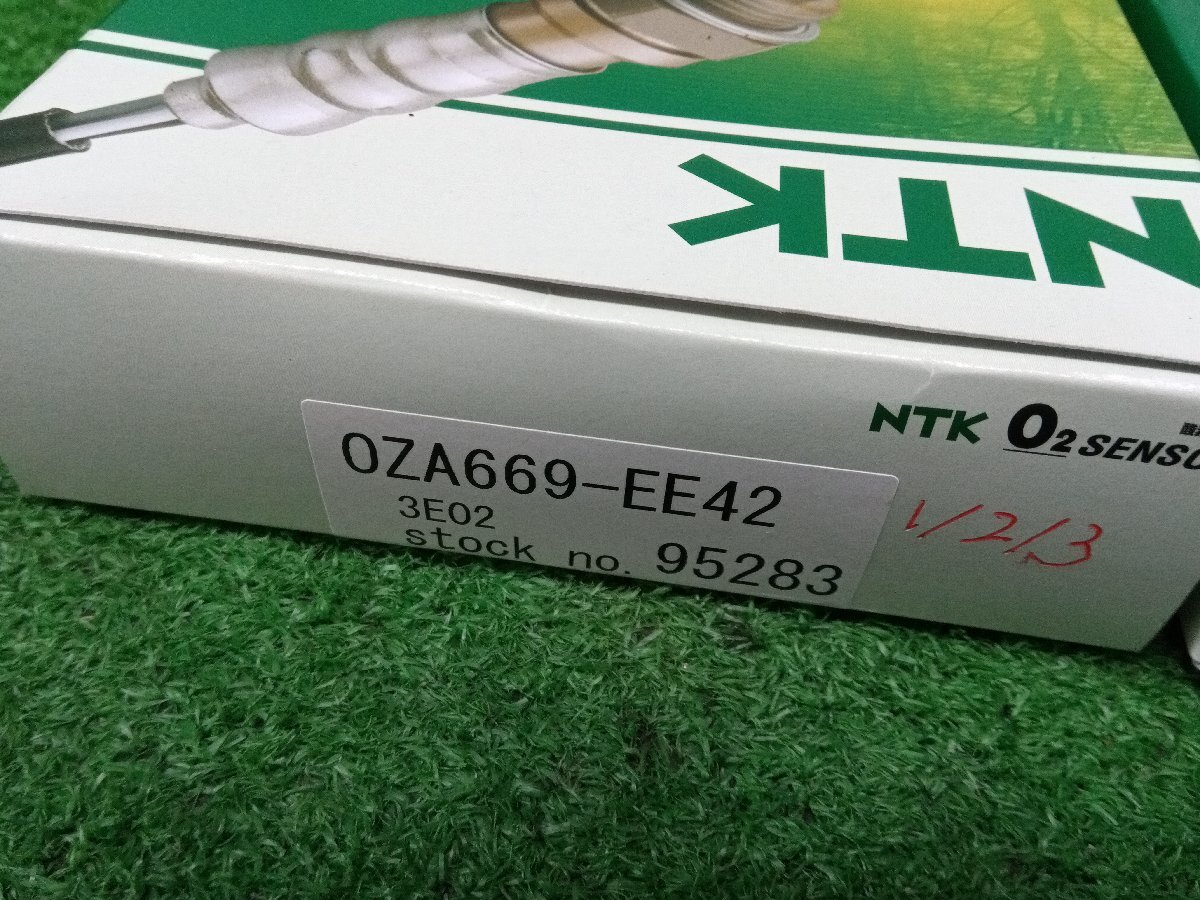 NTK
NTK O2 SENSO
OZA669-EE42
3E02
stock no. 95283
1/2/3